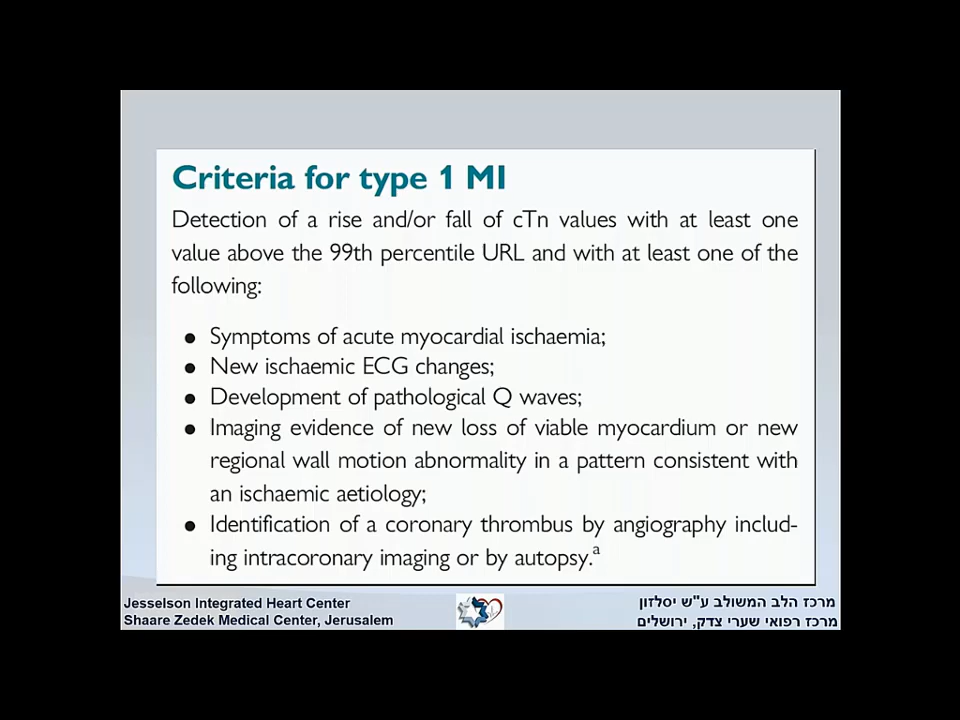 Criteria for type 1 MI
Detection of a rise and/or fall of cTn values with at least one
value above the 99th percentile URL and with at least one of the
following:
● Symptoms of acute myocardial ischaemia;
● New ischaemic ECG changes;
● Development of pathological Q waves;
● Imaging evidence of new loss of viable myocardium or new
regional wall motion abnormality in a pattern consistent with
an ischaemic aetiology;
● Identification of a coronary thrombus by angiography includ-
ing intracoronary imaging or by autopsy.a
Jesselson Integrated Heart Center
Shaare Zedek Medical Center, Jerusalem
מרכז הלב המשולב ע"ש יסלזון
מרכז רפואי שערי צדק, ירושלים